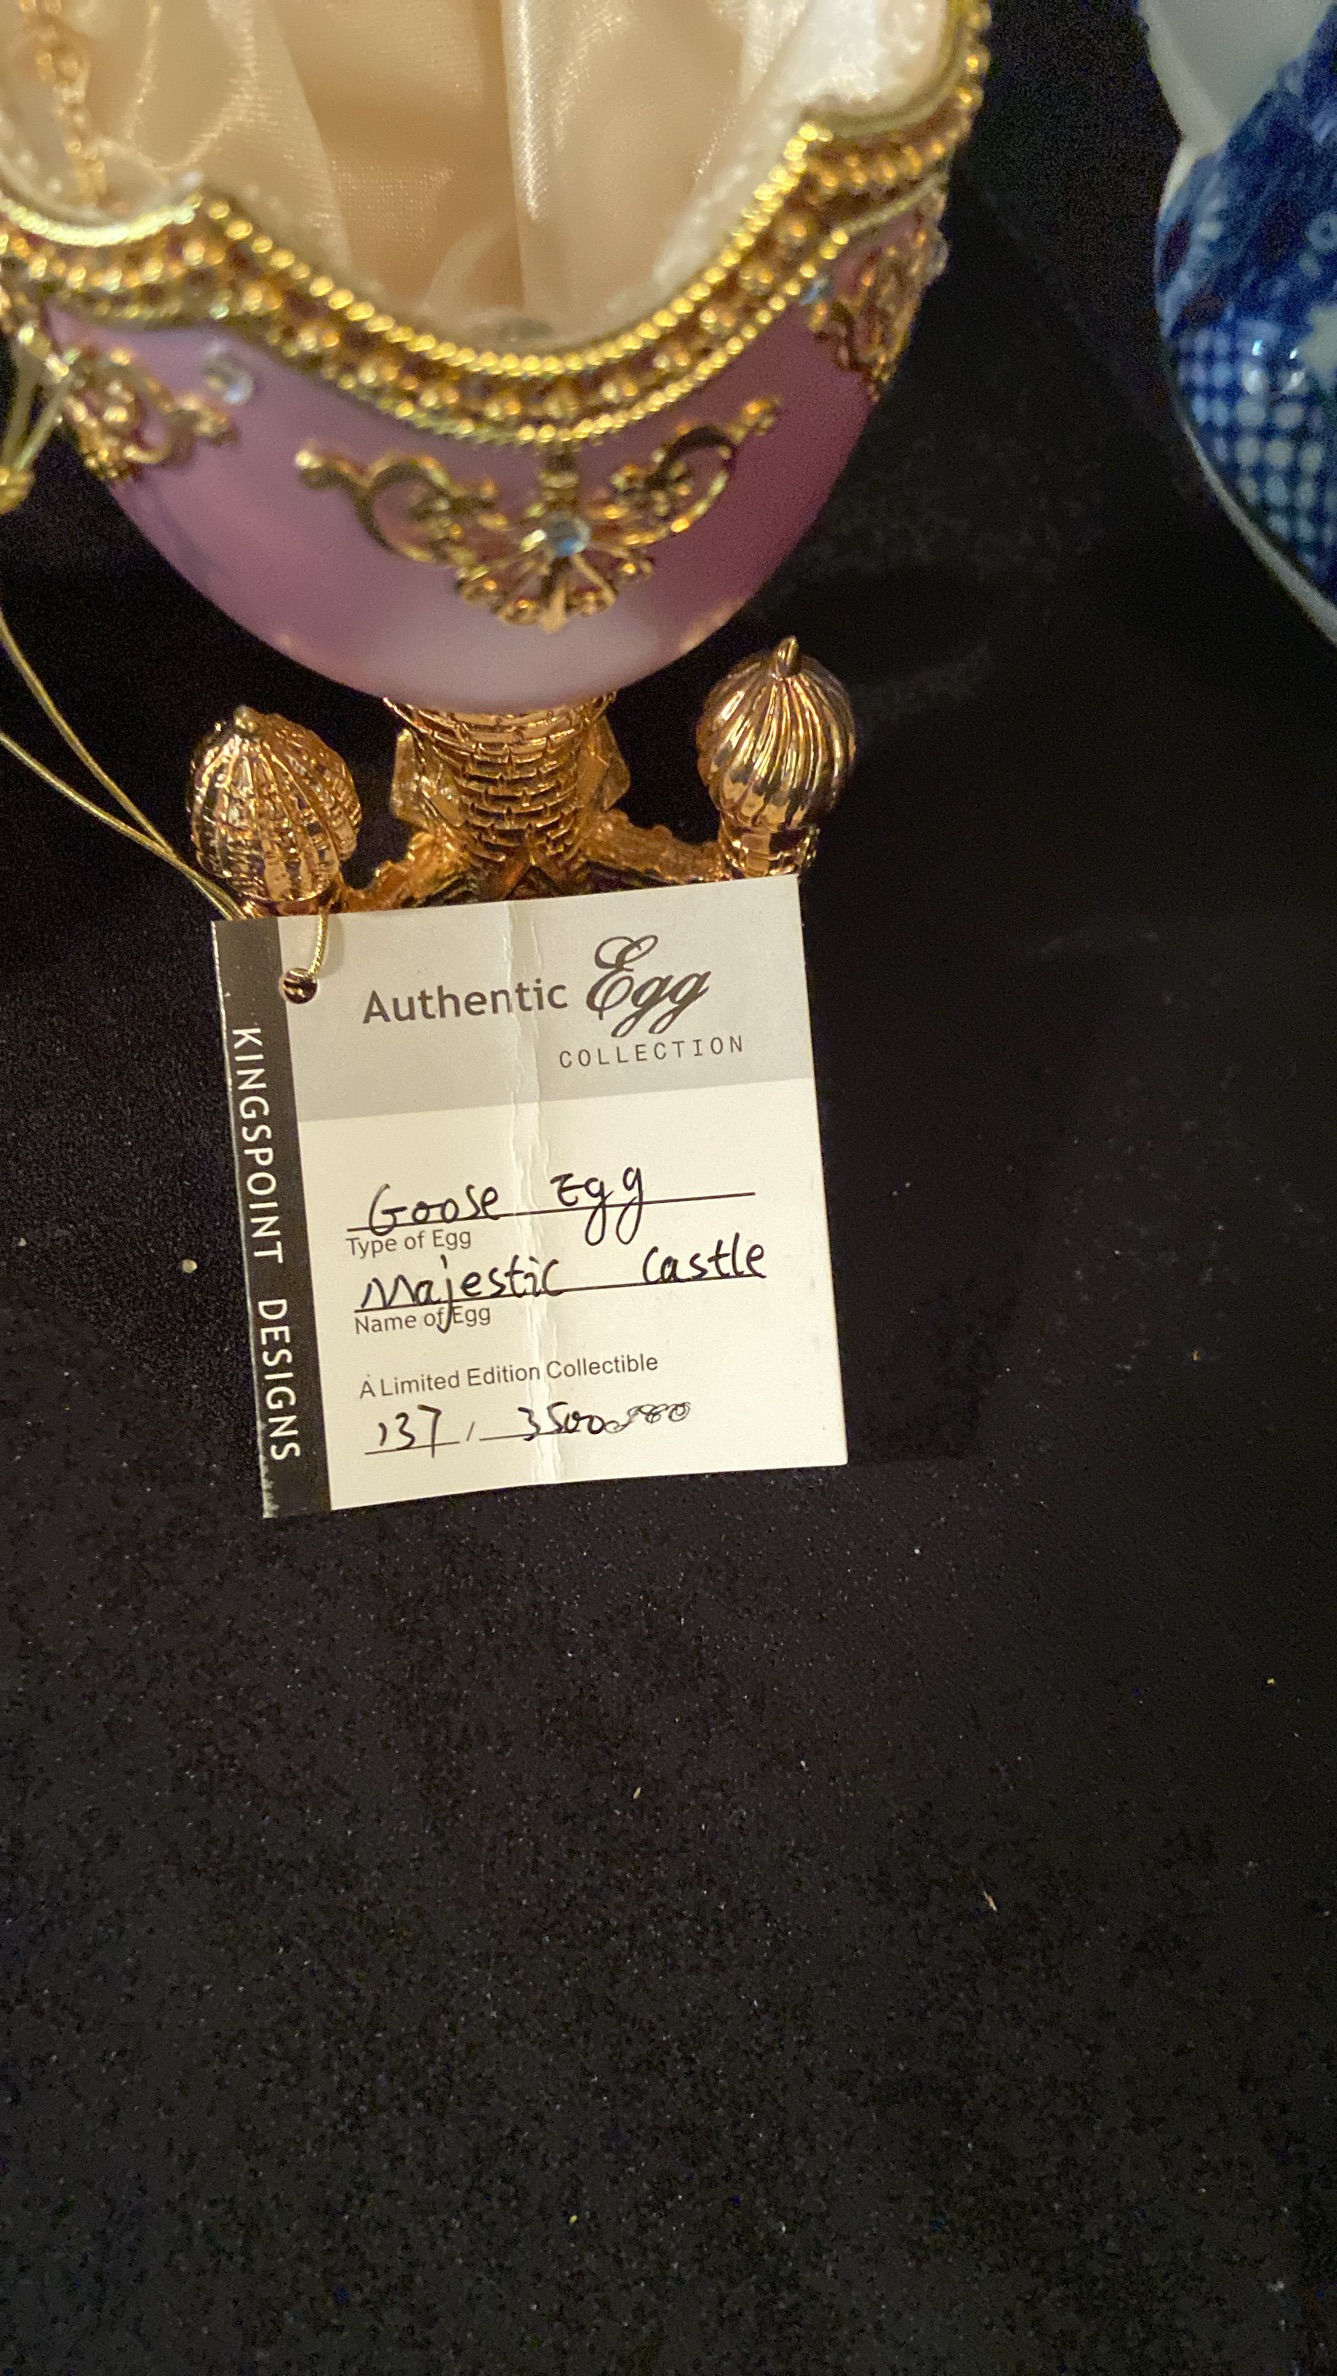 Authentic Egg
COLLECTION
KINGSPOINT DESIGNS
Goose Egg
Type of Egg
Majestic Castle
Name of Egg
A Limited Edition Collectible
137 / 3500